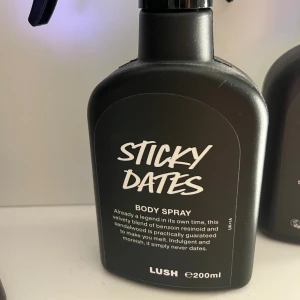 STICKY
DATES
BODY SPRAY
Already a legend in its own time, this
velvety blend of benzoin resinoid and
sandalwood is practically guaranteed
to make you melt. Indulgent and
moreish, it simply never dates.
LUSH ℮200ml